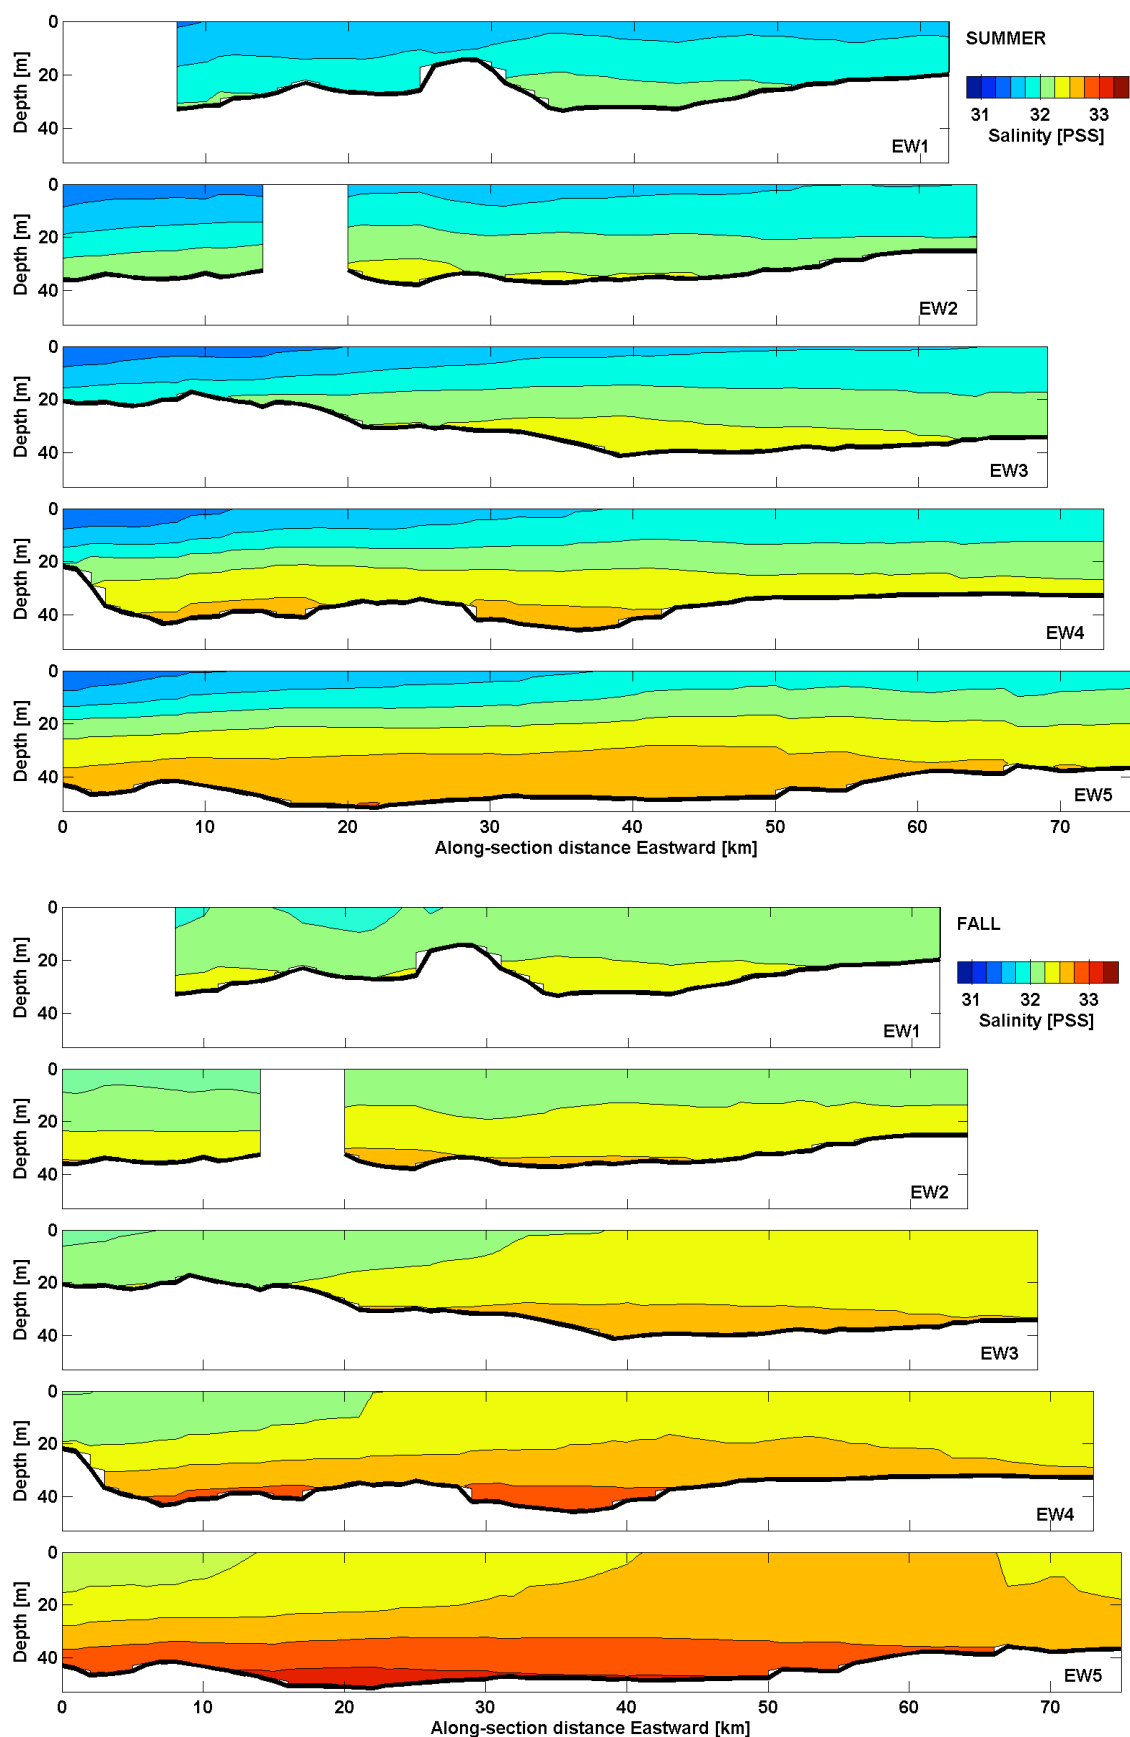 0
20
40
Depth [m]
EW1
SUMMER
31 32 33
Salinity [PSS]
0
20
40
Depth [m]
EW2
0
20
40
Depth [m]
EW3
0
20
40
Depth [m]
EW4
0
20
40
Depth [m]
EW5
0 10 20 30 40 50 60 70
Along-section distance Eastward [km]
0
20
40
Depth [m]
EW1
FALL
31 32 33
Salinity [PSS]
0
20
40
Depth [m]
EW2
0
20
40
Depth [m]
EW3
0
20
40
Depth [m]
EW4
0
20
40
Depth [m]
EW5
0 10 20 30 40 50 60 70
Along-section distance Eastward [km]